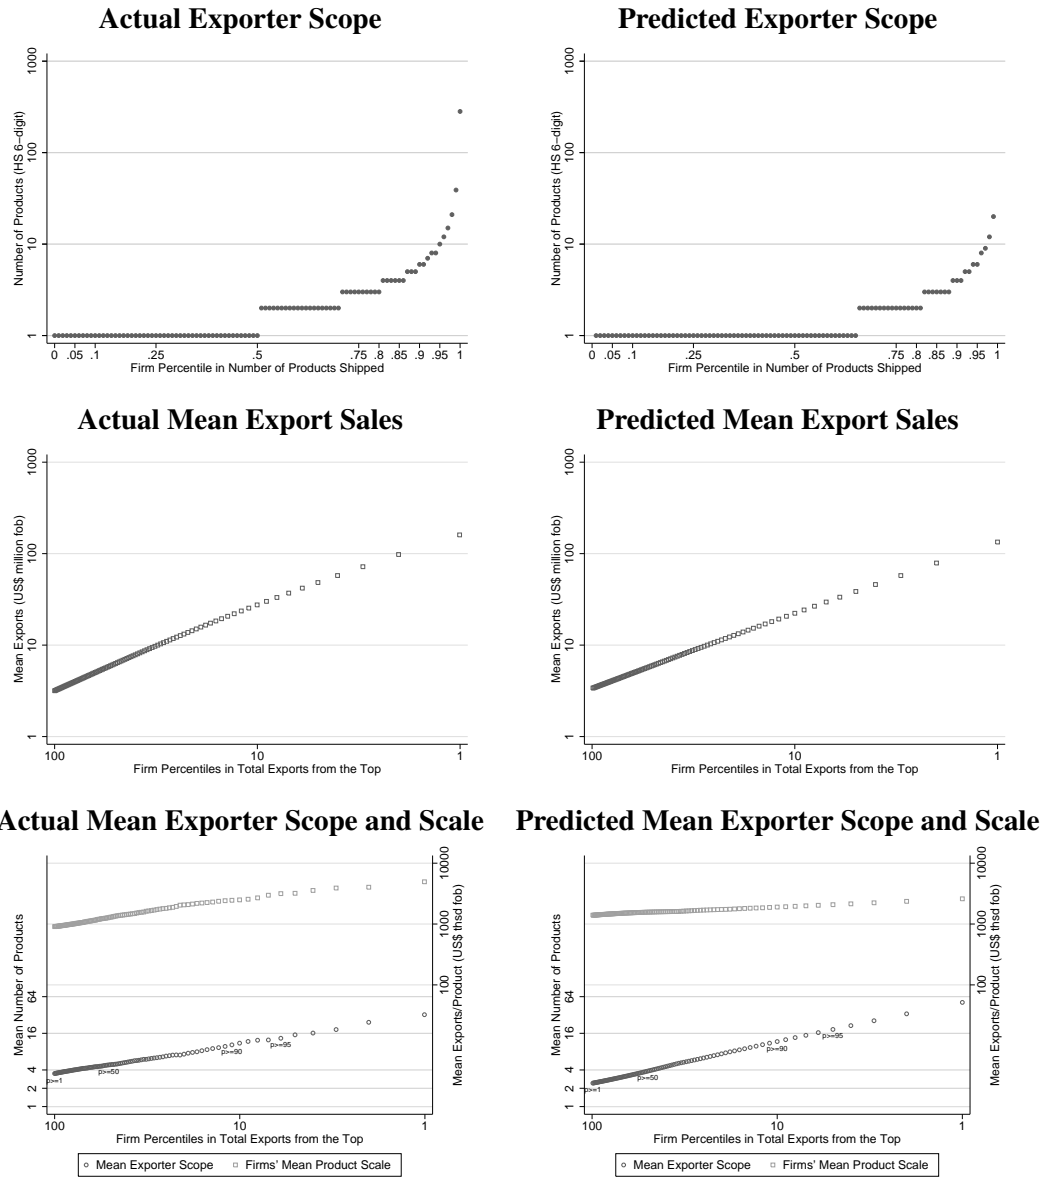 Actual Exporter Scope
Predicted Exporter Scope
Number of Products (HS 6−digit)
1000
100
10
1
0 .05 .1 .25 .5 .75 .8 .85 .9 .95 1
Firm Percentile in Number of Products Shipped
Number of Products (HS 6−digit)
1000
100
10
1
0 .05 .1 .25 .5 .75 .8 .85 .9 .95 1
Firm Percentile in Number of Products Shipped
Actual Mean Export Sales
Predicted Mean Export Sales
Mean Exports (US$ million fob)
1000
100
10
1
100 10 1
Firm Percentiles in Total Exports from the Top
Mean Exports (US$ million fob)
1000
100
10
1
100 10 1
Firm Percentiles in Total Exports from the Top
Actual Mean Exporter Scope and Scale
Predicted Mean Exporter Scope and Scale
Mean Number of Products
64
16
4
2
1
p>=1
p>=50
p>=90
p>=95
10000
1000
100
Mean Exports/Product (US$ thsd fob)
100 10 1
Firm Percentiles in Total Exports from the Top
Mean Exporter Scope Firms' Mean Product Scale
Mean Number of Products
64
16
4
2
1
p>=1
p>=50
p>=90
p>=95
10000
1000
100
Mean Exports/Product (US$ thsd fob)
100 10 1
Firm Percentiles in Total Exports from the Top
Mean Exporter Scope Firms' Mean Product Scale